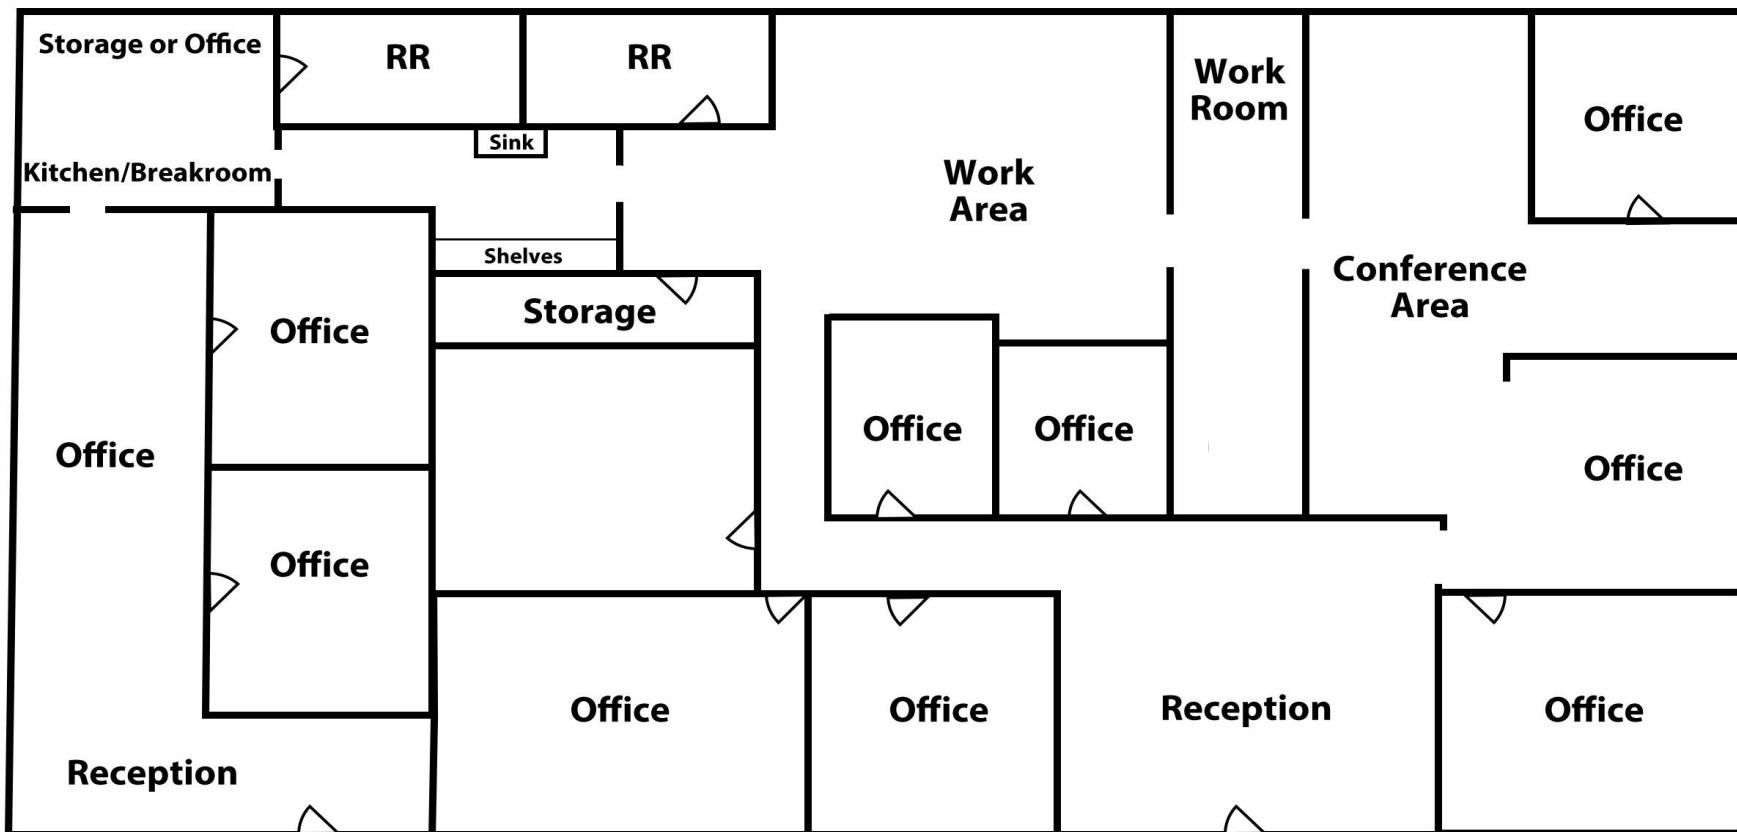 Storage or Office
RR
RR
Work
Room
Office
Sink
Kitchen/Breakroom
Work
Area
Shelves
Conference
Area
Storage
Office
Office
Office
Office
Office
Office
Office
Office
Reception
Office
Office
Reception